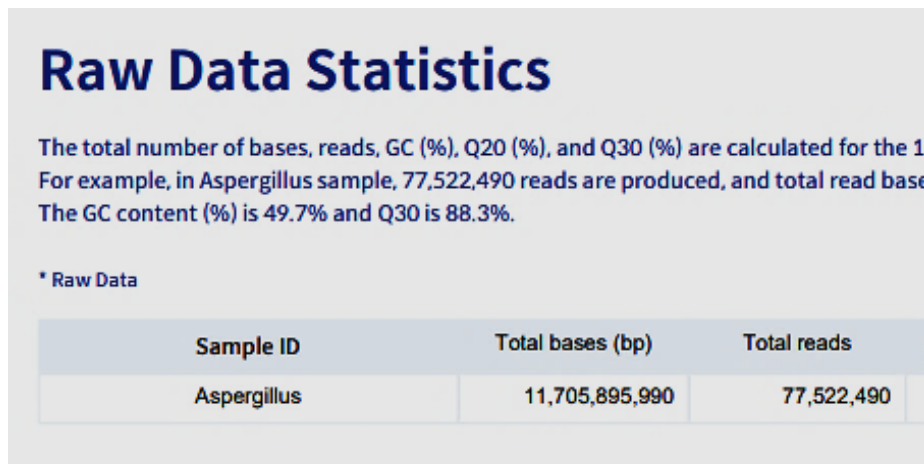 Raw Data Statistics
The total number of bases, reads, GC (%), Q20 (%), and Q30 (%) are calculated for the 1
For example, in Aspergillus sample, 77,522,490 reads are produced, and total read base
The GC content (%) is 49.7% and Q30 is 88.3%.
* Raw Data
Sample ID Total bases (bp) Total reads
Aspergillus 11,705,895,990 77,522,490